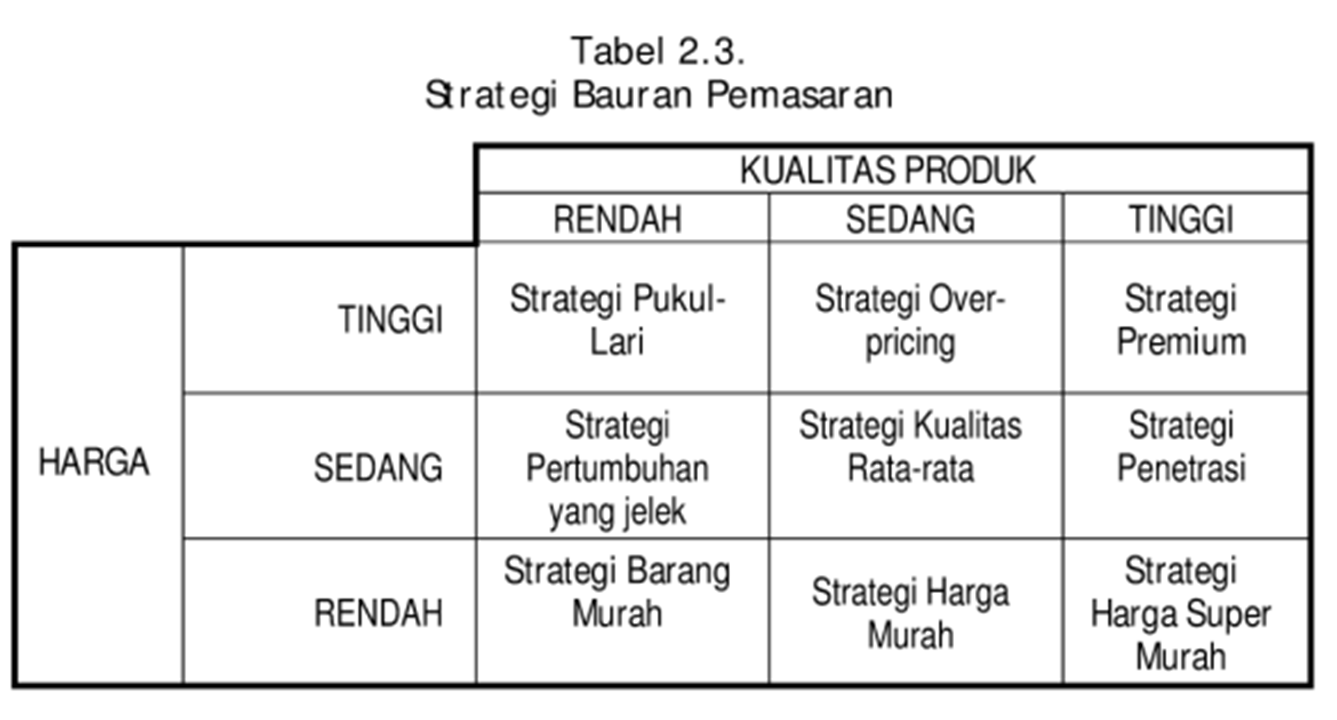 Tabel 2.3.
Strategi Bauran Pemasaran
KUALITAS PRODUK
RENDAH SEDANG TINGGI
HARGA
TINGGI
Strategi Pukul-
Lari
Strategi Over-
pricing
Strategi
Premium
SEDANG
Strategi
Pertumbuhan
yang jelek
Strategi Kualitas
Rata-rata
Strategi
Penetrasi
RENDAH
Strategi Barang
Murah
Strategi Harga
Murah
Strategi
Harga Super
Murah